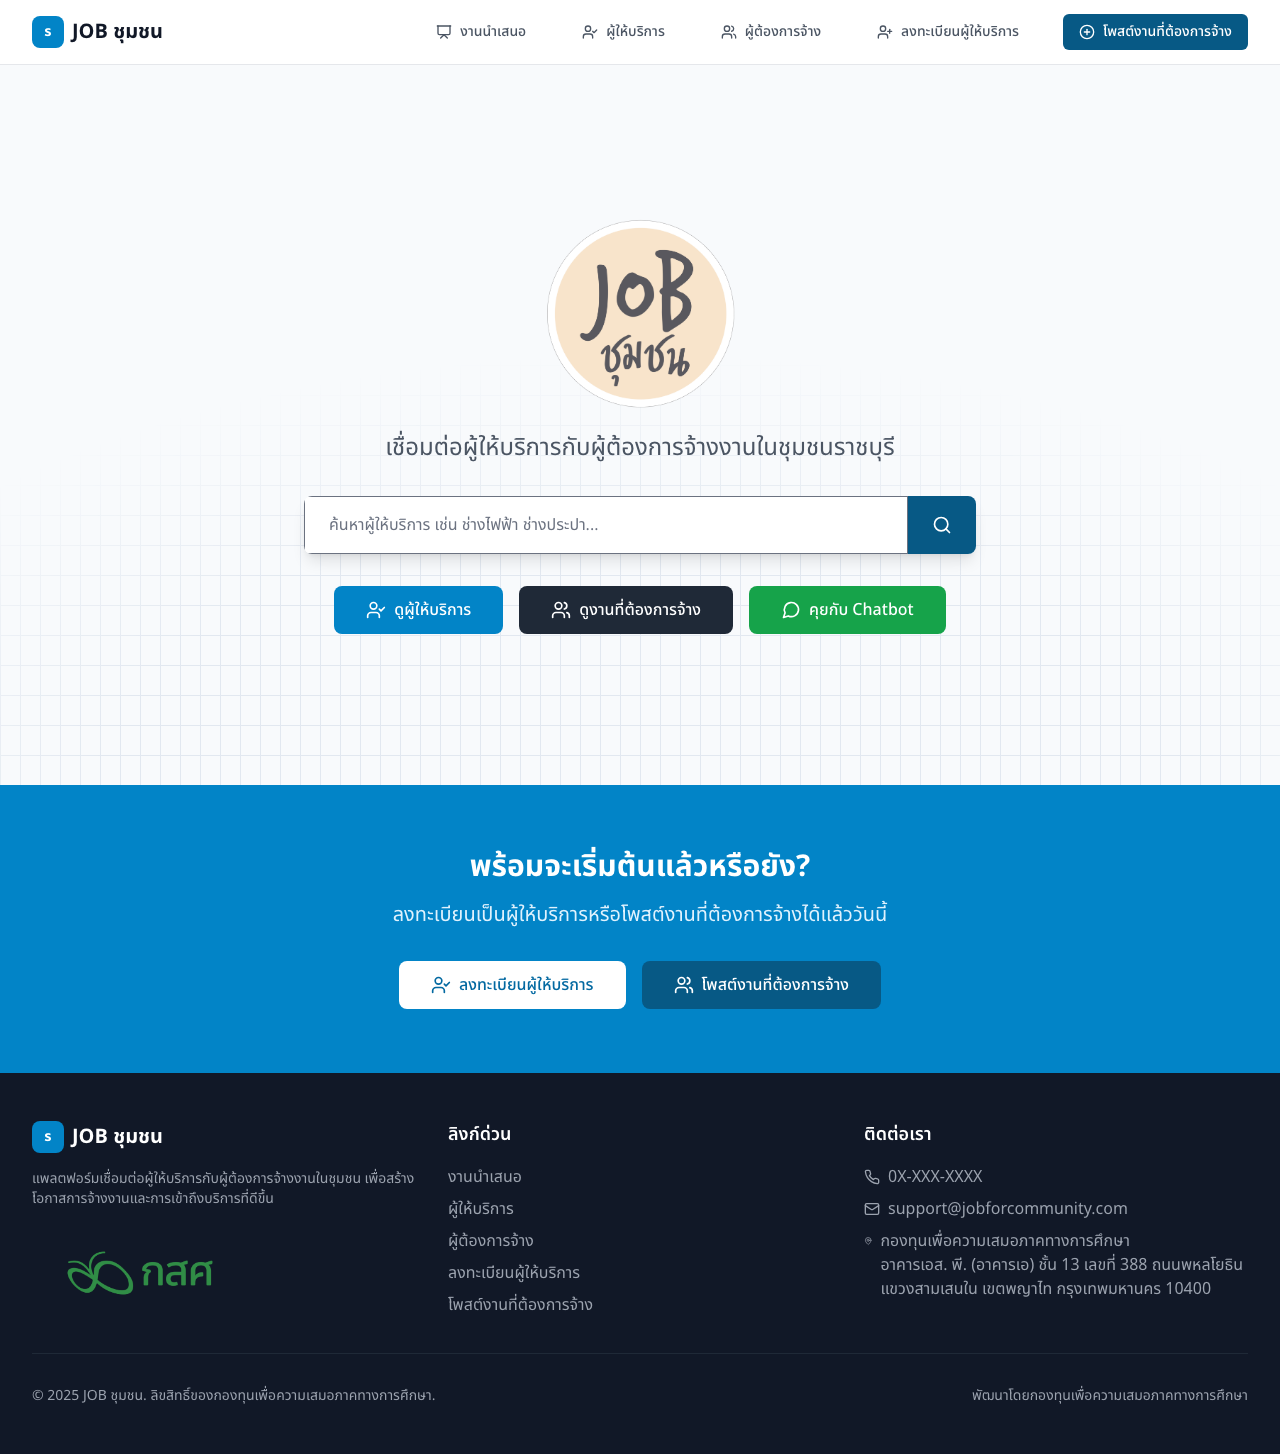 s JOB ชุมชน
งานนำเสนอ
ผู้ให้บริการ
ผู้ต้องการจ้าง
ลงทะเบียนผู้ให้บริการ
โพสต์งานที่ต้องการจ้าง
JOB
ชุมชน
เชื่อมต่อผู้ให้บริการกับผู้ต้องการจ้างงานในชุมชนราชบุรี
ค้นหาผู้ให้บริการ เช่น ช่างไฟฟ้า ช่างประปา...
ดูผู้ให้บริการ
ดูงานที่ต้องการจ้าง
คุยกับ Chatbot
พร้อมจะเริ่มต้นแล้วหรือยัง?
ลงทะเบียนเป็นผู้ให้บริการหรือโพสต์งานที่ต้องการจ้างได้แล้ววันนี้
ลงทะเบียนผู้ให้บริการ
โพสต์งานที่ต้องการจ้าง
s JOB ชุมชน
แพลตฟอร์มเชื่อมต่อผู้ให้บริการกับผู้ต้องการจ้างงานในชุมชน เพื่อสร้าง
โอกาสการจ้างงานและการเข้าถึงบริการที่ดีขึ้น
กสศ
ลิงก์ด่วน
งานนำเสนอ
ผู้ให้บริการ
ผู้ต้องการจ้าง
ลงทะเบียนผู้ให้บริการ
โพสต์งานที่ต้องการจ้าง
ติดต่อเรา
0X-XXX-XXXX
support@jobforcommunity.com
กองทุนเพื่อความเสมอภาคทางการศึกษา
อาคารเอส. พี. (อาคารเอ) ชั้น 13 เลขที่ 388 ถนนพหลโยธิน
แขวงสามเสนใน เขตพญาไท กรุงเทพมหานคร 10400
© 2025 JOB ชุมชน. ลิขสิทธิ์ของกองทุนเพื่อความเสมอภาคทางการศึกษา.
พัฒนาโดยกองทุนเพื่อความเสมอภาคทางการศึกษา